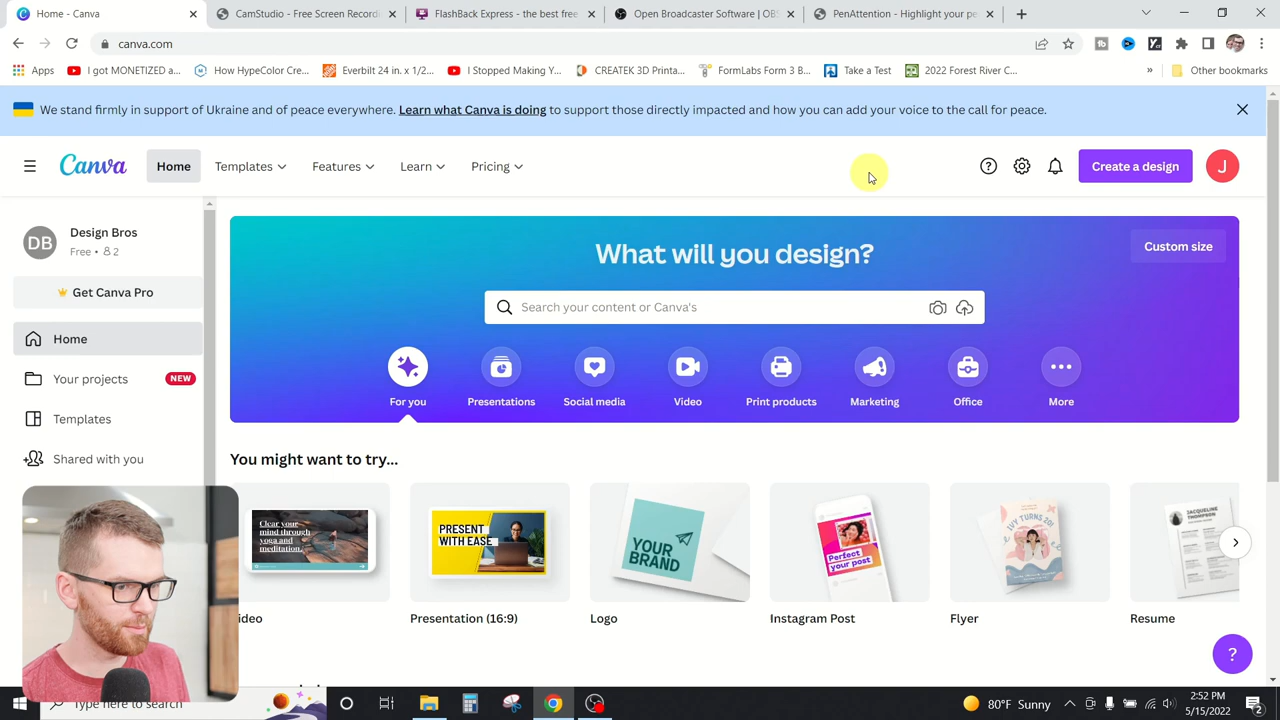 Home - Canva
CamStudio - Free Screen Recordi
FlashBack Express - the best free
Open Broadcaster Software | OBS
PenAttention - Highlight your pe
canva.com
Apps
I got MONETIZED a...
How HypeColor Cre...
Everbilt 24 in. x 1/2...
I Stopped Making Y...
CREATEK 3D Printa...
FormLabs Form 3 B...
Take a Test
2022 Forest River C...
»
Other bookmarks
We stand firmly in support of Ukraine and of peace everywhere. Learn what Canva is doing to support those directly impacted and how you can add your voice to the call for peace.
Canva
Home
Templates
Features
Learn
Pricing
Create a design
J
DB
Design Bros
Free • 2
Get Canva Pro
Home
Your projects
NEW
Templates
Shared with you
What will you design?
Custom size
Search your content or Canva's
For you
Presentations
Social media
Video
Print products
Marketing
Office
More
You might want to try...
Clear your
mind through
yoga and
meditation.
PRESENT
WITH EASE
YOUR
BRAND
Perfect
your post
TURNS 20!
JACQUELINE
THOMPSON
ideo
Presentation (16:9)
Logo
Instagram Post
Flyer
Resume
?
Type here to search
80°F Sunny
2:52 PM
5/15/2022
2